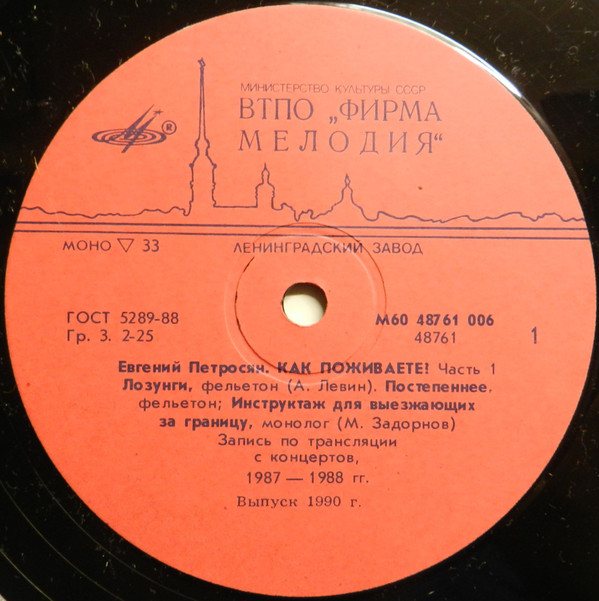 МИНИСТЕРСТВО КУЛЬТУРЫ СССР
ВТПО „ФИРМА
МЕЛОДИЯ“
®
МОНО ▽ 33
ЛЕНИНГРАДСКИЙ ЗАВОД
ГОСТ 5289-88
М60 48761 006
Гр. 3. 2-25
48761
1
Евгений Петросян. КАК ПОЖИВАЕТЕ! Часть 1
Лозунги, фельетон (А. Левин). Постепеннее,
фельетон; Инструктаж для выезжающих
за границу, монолог (М. Задорнов)
Запись по трансляции
с концертов,
1987—1988 гг.
Выпуск 1990 г.